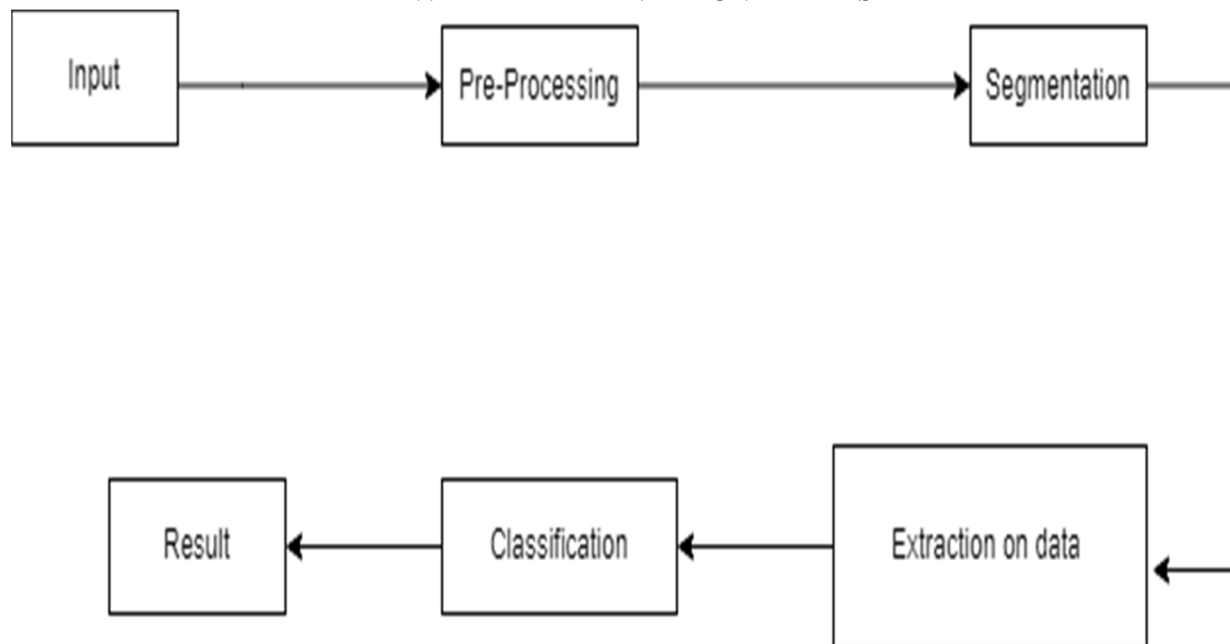 Input
Pre-Processing
Segmentation
Extraction on data
Classification
Result